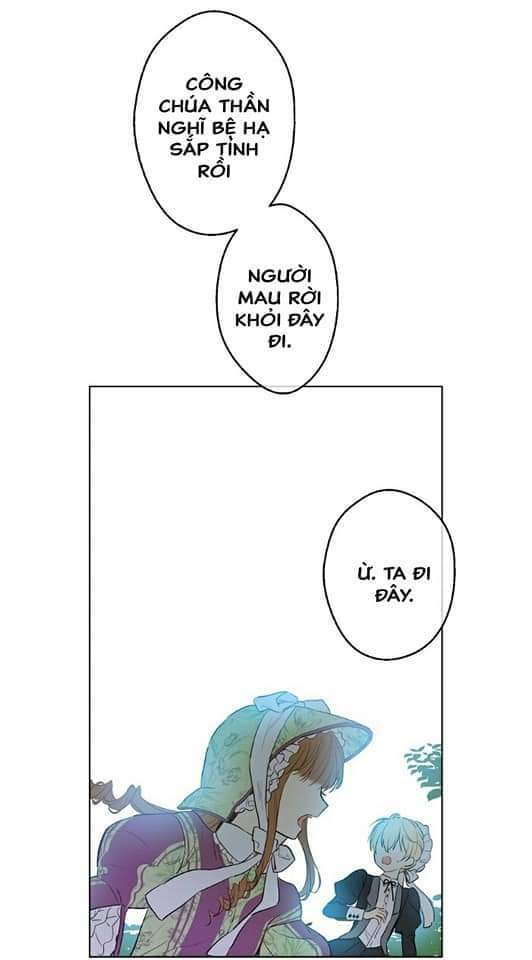 CÔNG
CHÚA THẦN
NGHĨ BỆ HẠ
SẮP TỈNH
RỒI
NGƯỜI
MAU RỜI
KHỎI ĐÂY
ĐI.
Ừ. TA ĐI
ĐÂY.